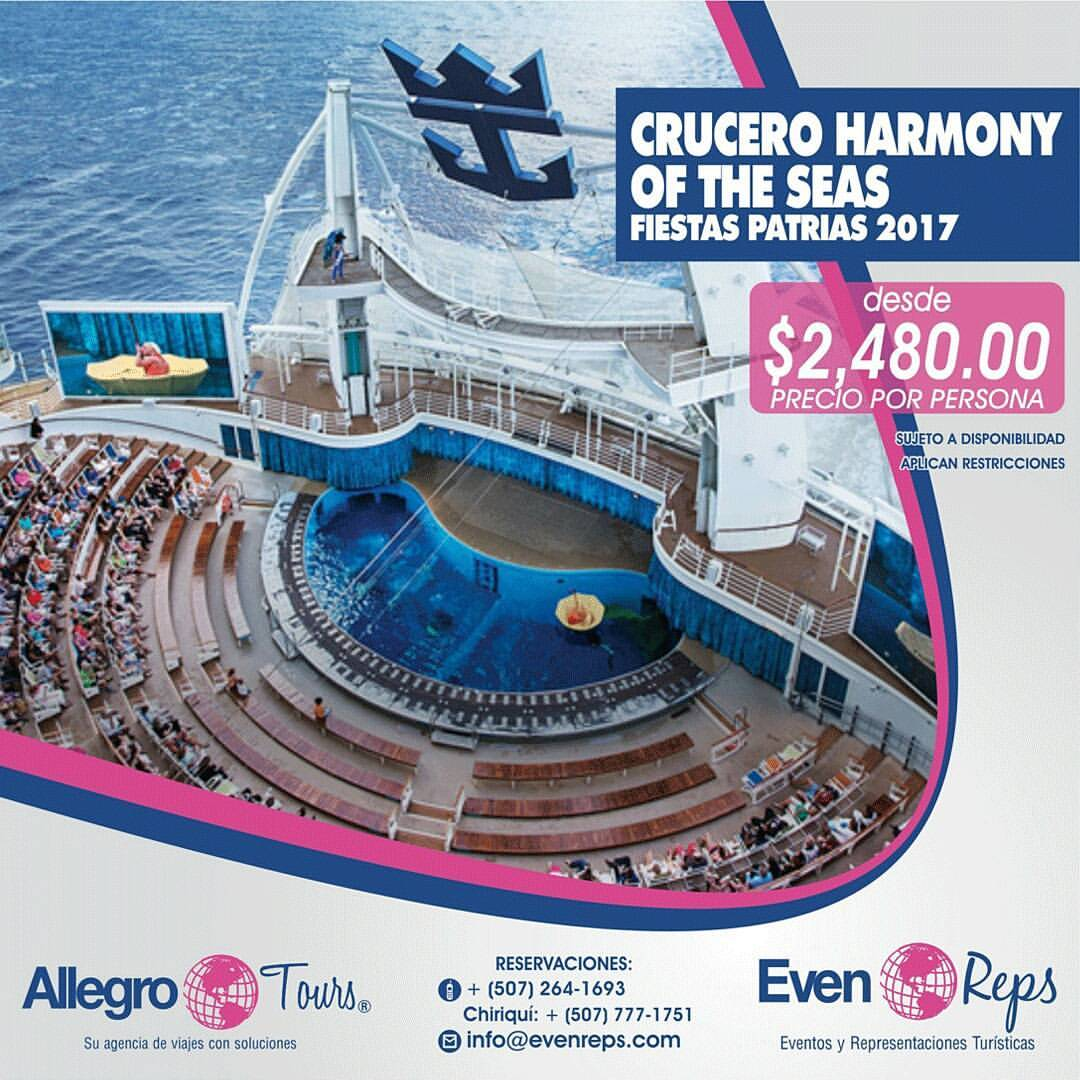 CRUCERO HARMONY
OF THE SEAS
FIESTAS PATRIAS 2017
desde
$2,480.00
PRECIO POR PERSONA
SUJETO A DISPONIBILIDAD
APLICAN RESTRICCIONES
Allegro Tours®
Su agencia de viajes con soluciones
RESERVACIONES:
+ (507) 264-1693
Chiriquí: + (507) 777-1751
info@evenreps.com
Even Reps
Eventos y Representaciones Turísticas